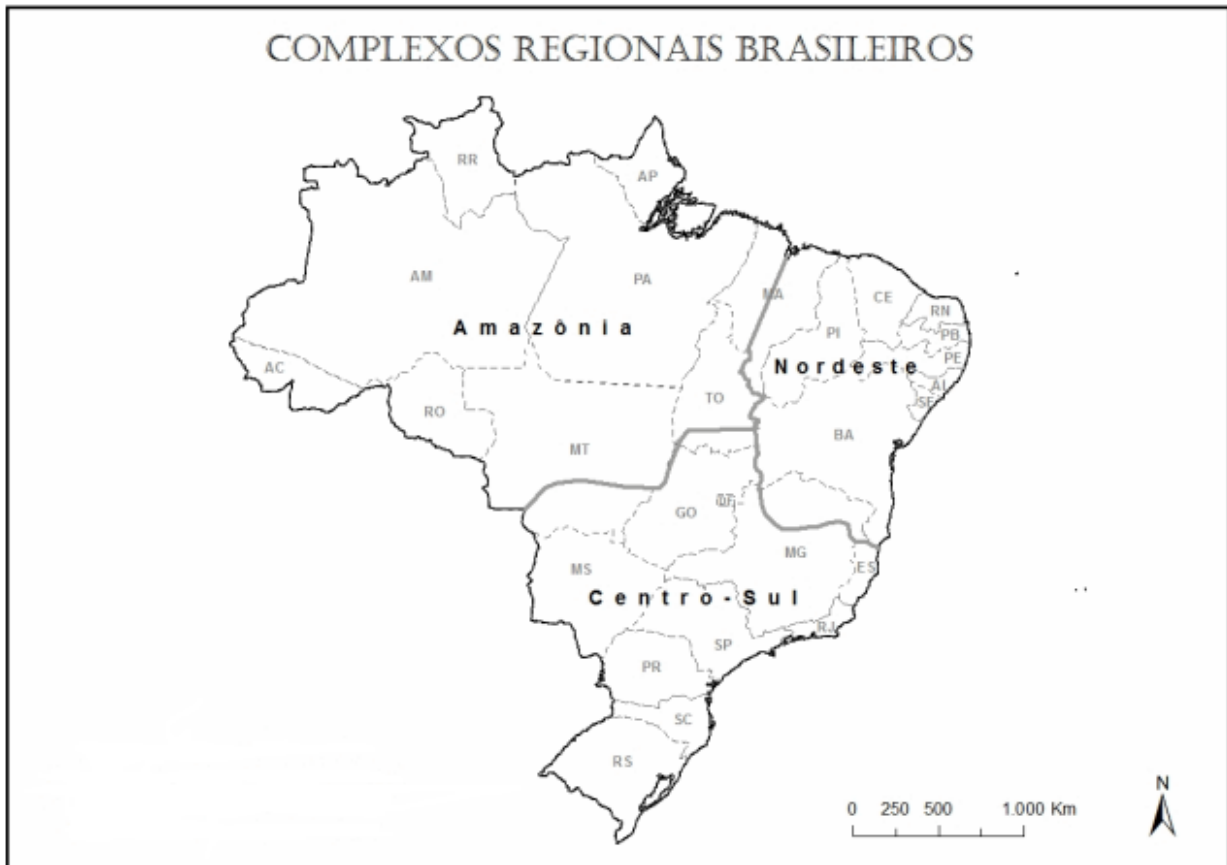 COMPLEXOS REGIONAIS BRASILEIROS
RR
AP
AM
PA
MA
CE
RN
PB
PI
PE
Amazônia
Nordeste
AC
AL
SE
RO
TO
BA
MT
GO
DF
MG
MS
ES
Centro-Sul
RJ
SP
PR
SC
RS
N
0 250 500 1.000 Km